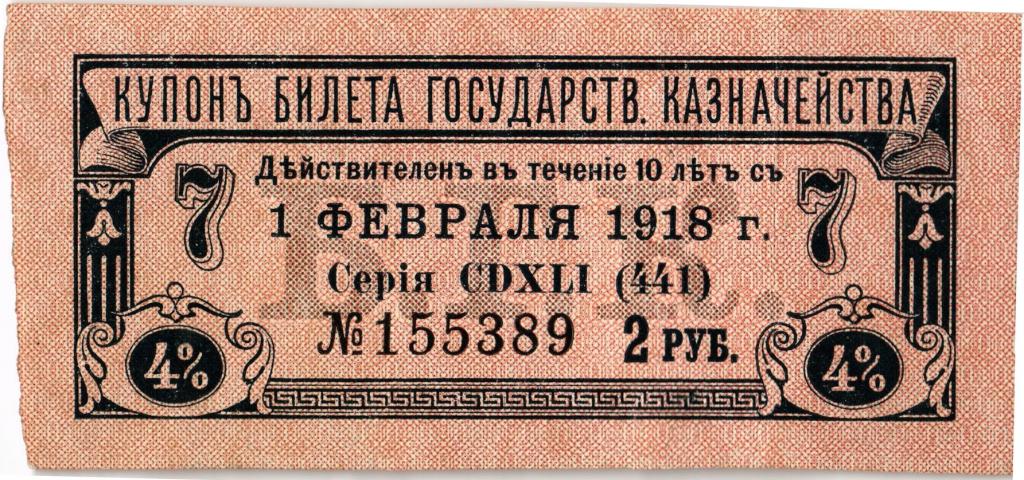 КУПОНЪ БИЛЕТА ГОСУДАРСТВ. КАЗНАЧЕЙСТВА
7 Дѣйствителенъ въ теченіе 10 лѣтъ съ 7
1 ФЕВРАЛЯ 1918 г.
Серія CDXLI (441)
№155389 2 РУБ.
4% 4%